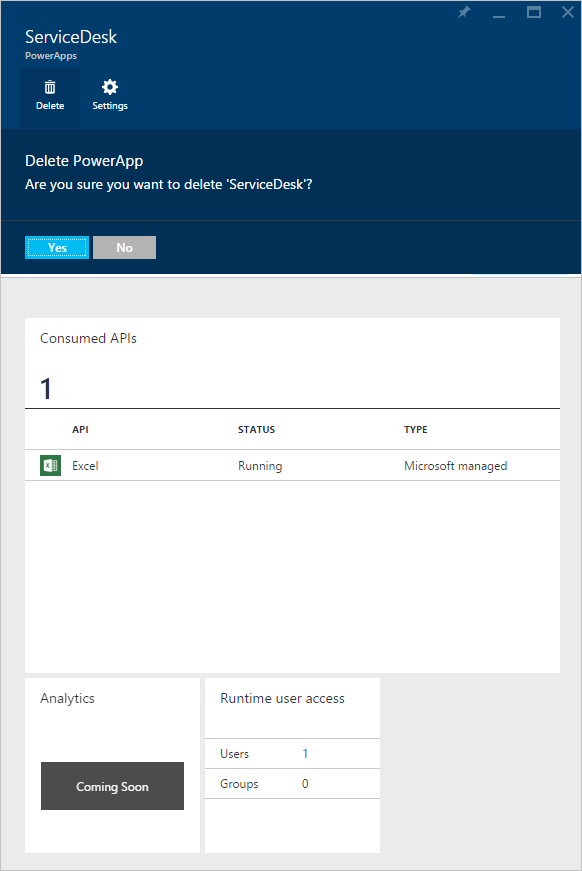 ServiceDesk
PowerApps
Delete Settings
Delete PowerApp
Are you sure you want to delete 'ServiceDesk'?
Yes No
Consumed APIs
1
API STATUS TYPE
Excel Running Microsoft managed
Analytics
Coming Soon
Runtime user access
Users 1
Groups 0